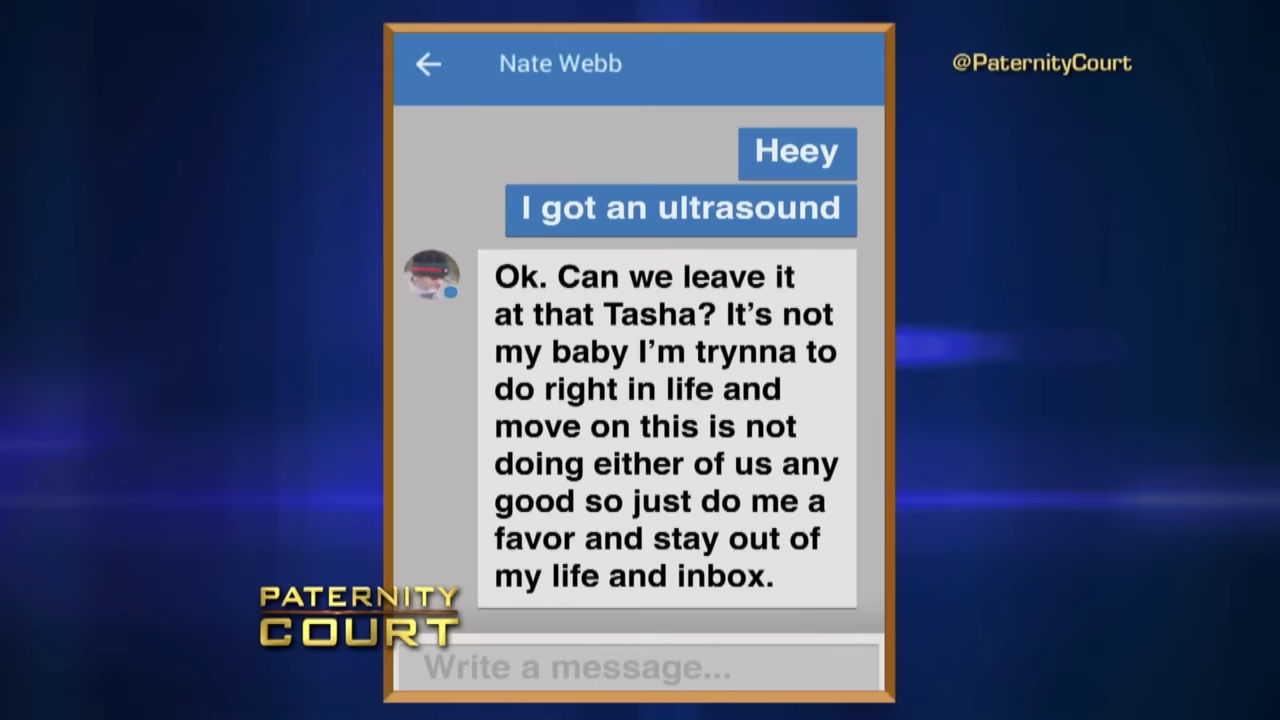 Nate Webb
@PaternityCourt
Heey
I got an ultrasound
Ok. Can we leave it
at that Tasha? It's not
my baby I'm trynna to
do right in life and
move on this is not
doing either of us any
good so just do me a
favor and stay out of
my life and inbox.
PATERNITY
COURT
Write a message...